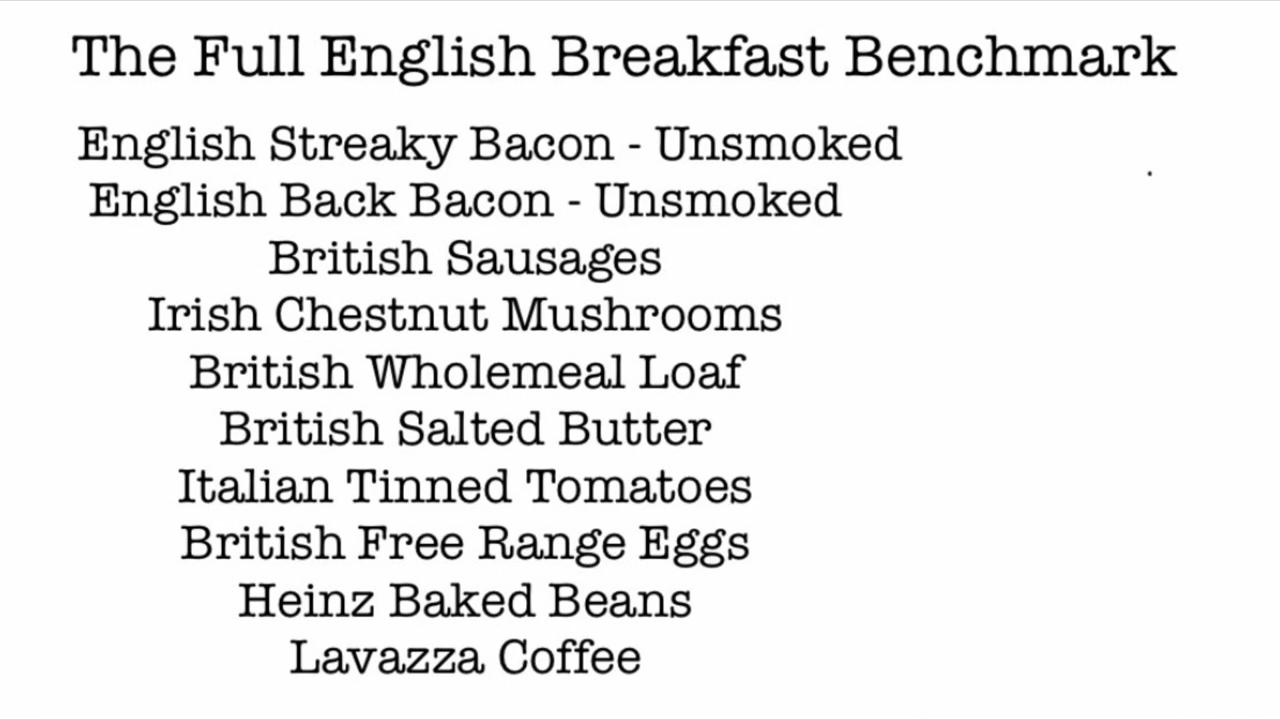 The Full English Breakfast Benchmark
English Streaky Bacon - Unsmoked
English Back Bacon - Unsmoked
British Sausages
Irish Chestnut Mushrooms
British Wholemeal Loaf
British Salted Butter
Italian Tinned Tomatoes
British Free Range Eggs
Heinz Baked Beans
Lavazza Coffee